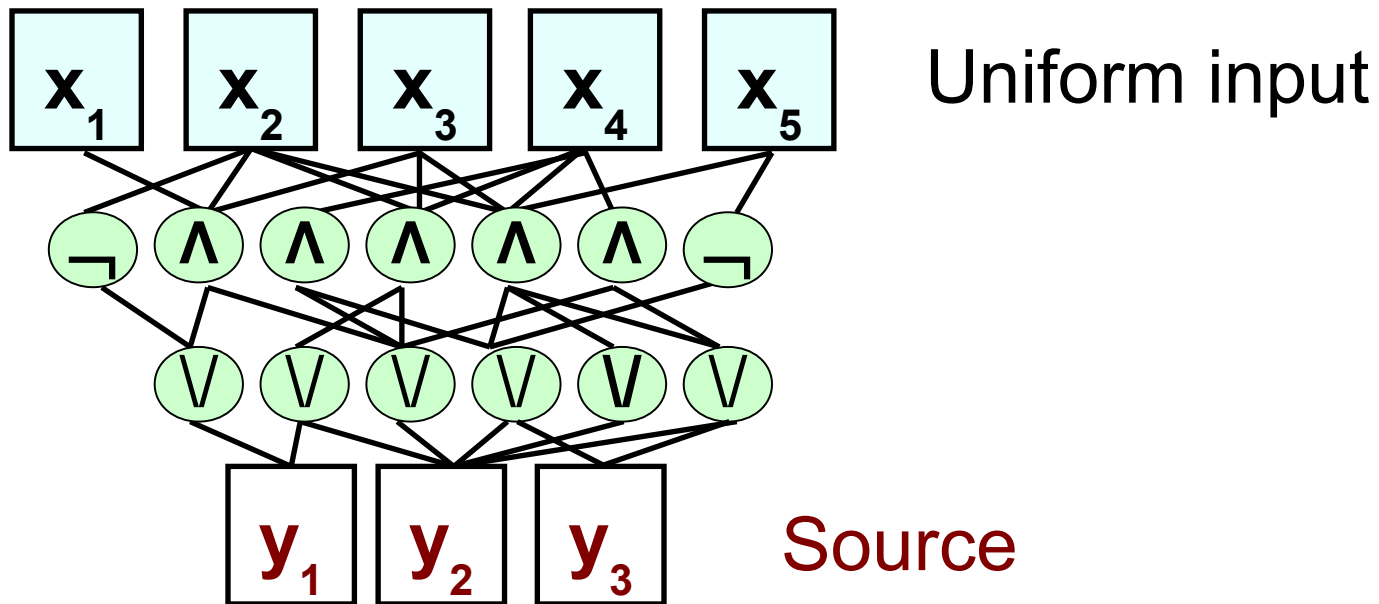 x₁ x₂ x₃ x₄ x₅ Uniform input
¬ ∧ ∧ ∧ ∧ ∧ ¬
∨ ∨ ∨ ∨ ∨ ∨
y₁ y₂ y₃ Source